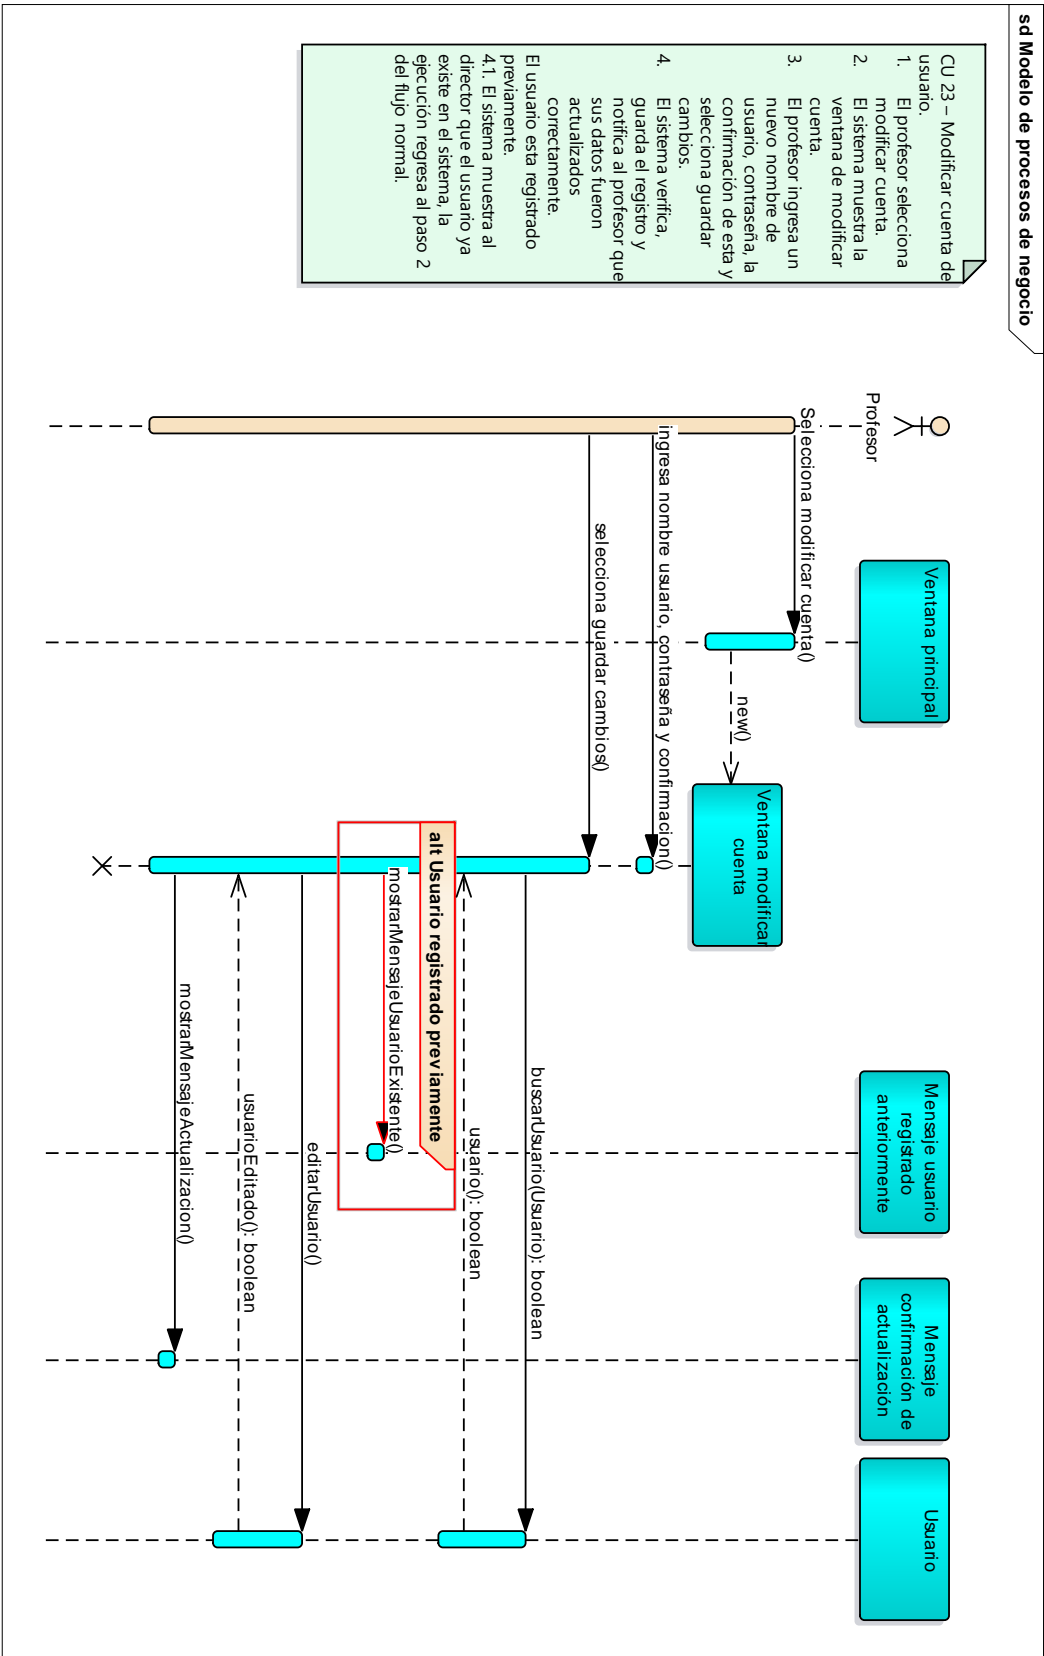 sd Modelo de procesos de negocio
CU 23 – Modificar cuenta de
usuario.
1. El profesor selecciona
modificar cuenta.
2. El sistema muestra la
ventana de modificar
cuenta.
3. El profesor ingresa un
nuevo nombre de
usuario, contraseña, la
confirmación de esta y
selecciona guardar
cambios.
4. El sistema verifica,
guarda el registro y
notifica al profesor que
sus datos fueron
actualizados
correctamente.
El usuario esta registrado
previamente.
4.1. El sistema muestra al
director que el usuario ya
existe en el sistema, la
ejecución regresa al paso 2
del flujo normal.
Profesor
Ventana principal
Ventana modificar
cuenta
Mensaje usuario
registrado
anteriormente
Mensaje
confirmación de
actualización
Usuario
Selecciona modificar cuenta()
new()
ingresa nombre usuario, contraseña y confirmacion()
selecciona guardar cambios()
buscarUsuario(Usuario): boolean
usuario(): boolean
alt Usuario registrado previamente
mostrarMensajeUsuarioExistente()
editarUsuario()
usuarioEditado(): boolean
mostrarMensajeActualizacion()